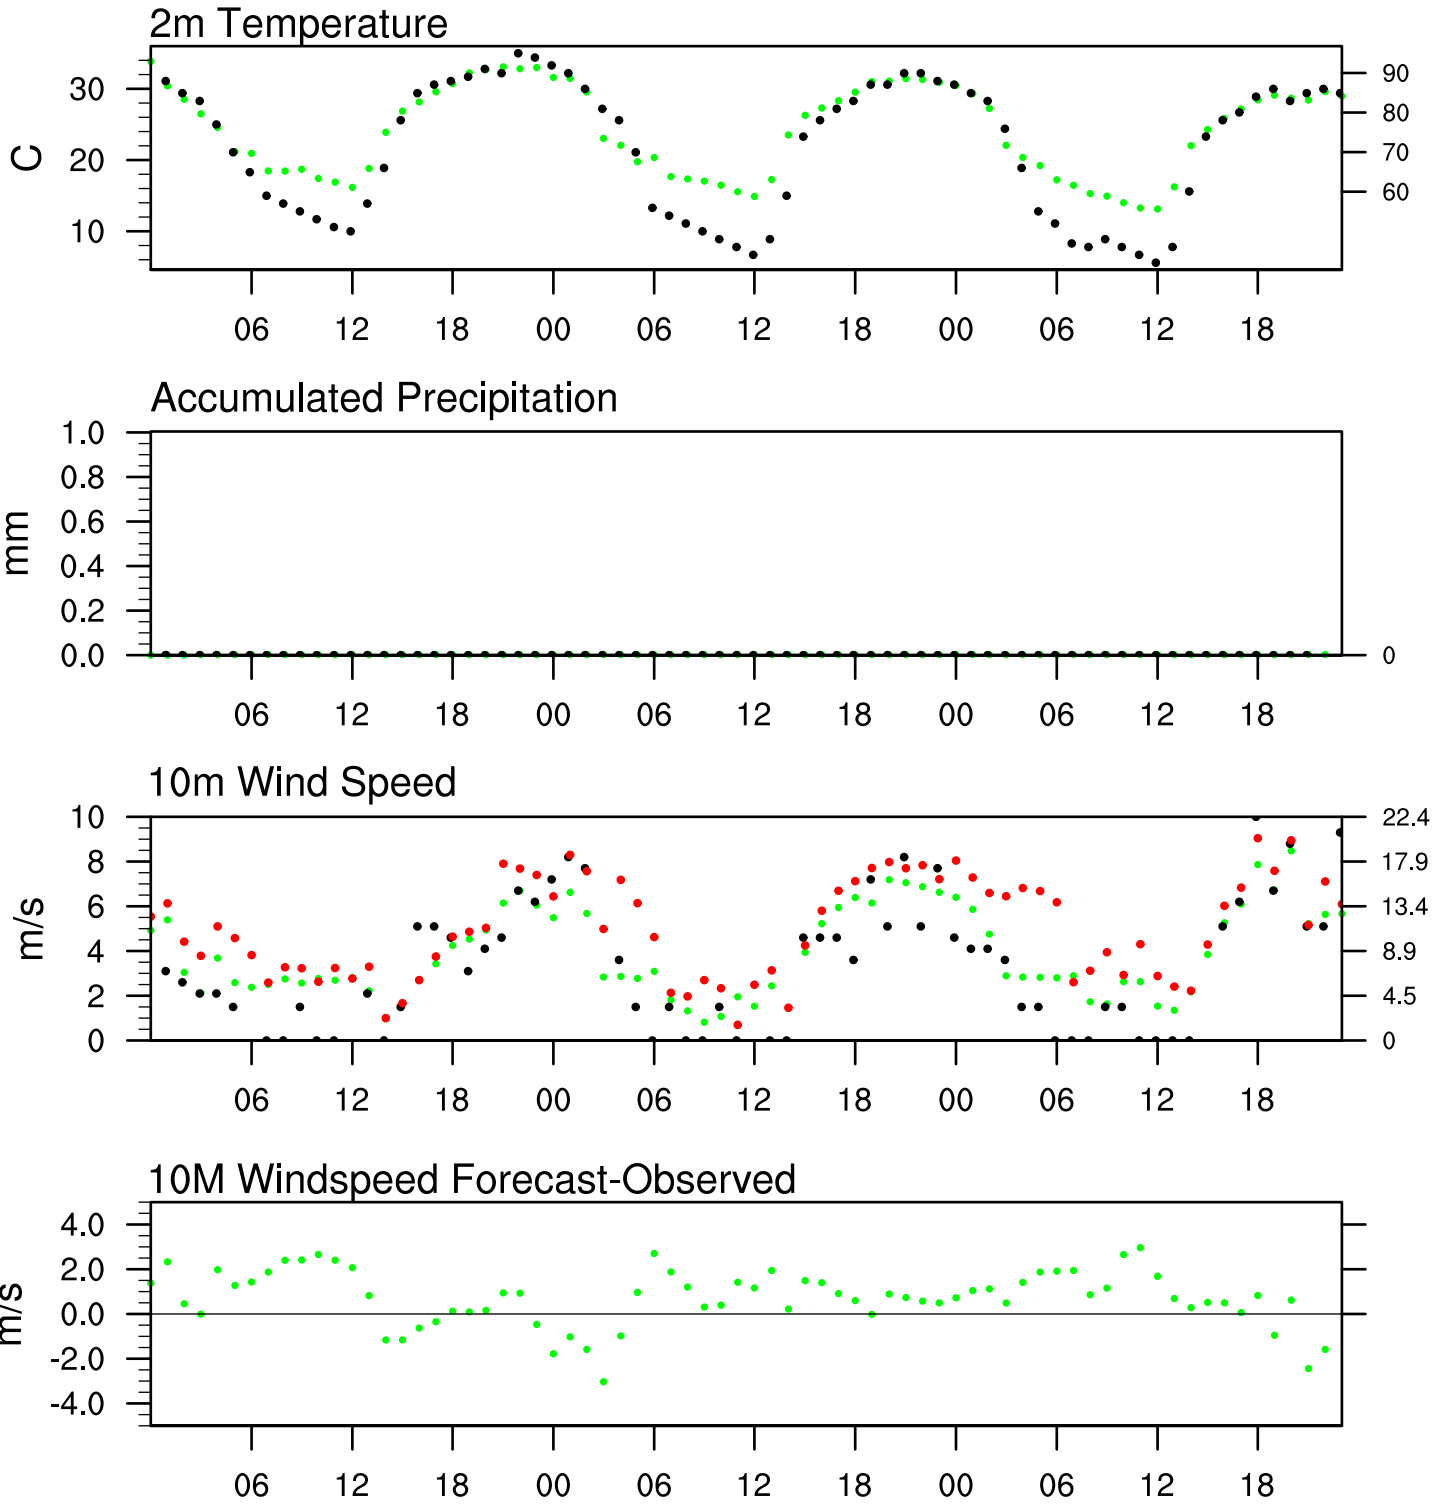 2m Temperature
C
30
20
10
90
80
70
60
06 12 18 00 06 12 18 00 06 12 18
Accumulated Precipitation
mm
1.0
0.8
0.6
0.4
0.2
0.0
0
06 12 18 00 06 12 18 00 06 12 18
10m Wind Speed
m/s
10
8
6
4
2
0
22.4
17.9
13.4
8.9
4.5
0
06 12 18 00 06 12 18 00 06 12 18
10M Windspeed Forecast-Observed
m/s
4.0
2.0
0.0
-2.0
-4.0
06 12 18 00 06 12 18 00 06 12 18